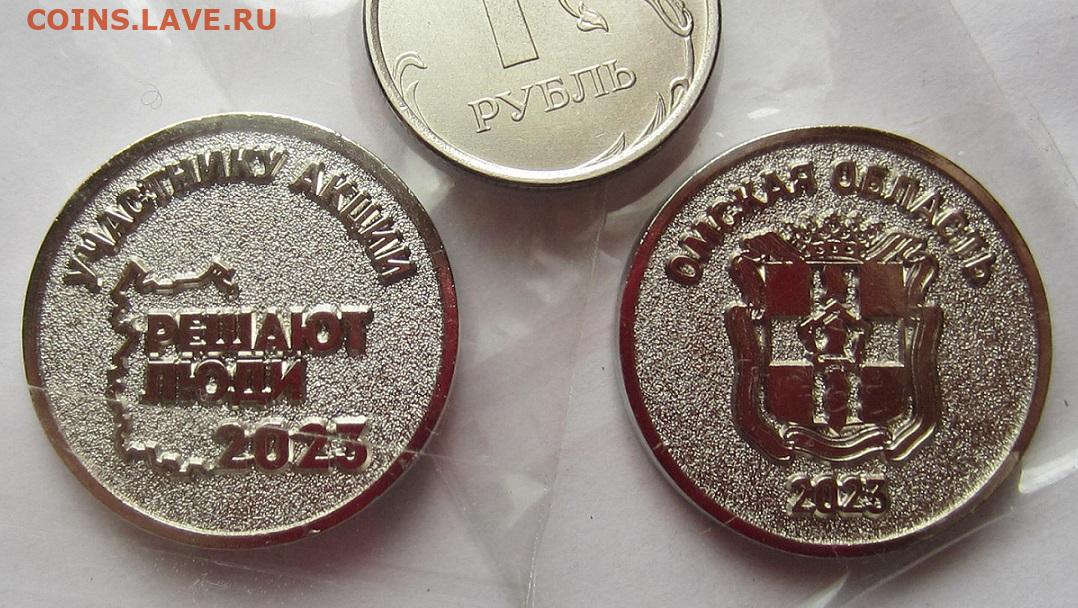 COINS.LAVE.RU
РУБЛЬ
УЧАСТНИКУ АКЦИИ
РЕШАЮТ
ЛЮДИ
2023
ОМСКАЯ ОБЛАСТЬ
2023